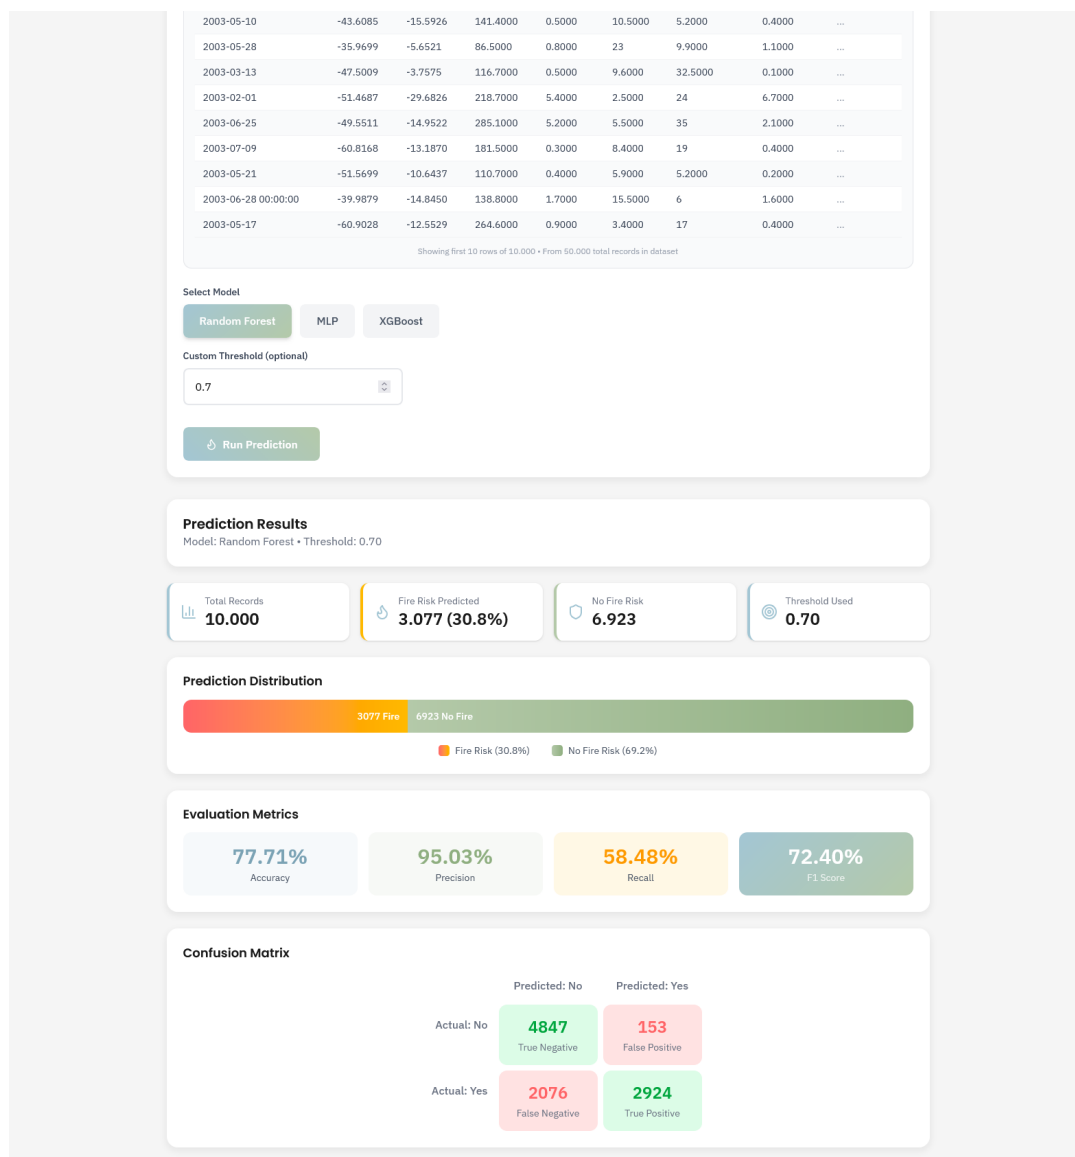 2003-05-10 -43.6085 -15.5926 141.4000 0.5000 10.5000 5.2000 0.4000 ...
2003-05-28 -35.9699 -5.6521 86.5000 0.8000 23 9.9000 1.1000 ...
2003-03-13 -47.5009 -3.7575 116.7000 0.5000 9.6000 32.5000 0.1000 ...
2003-02-01 -51.4687 -29.6826 218.7000 5.4000 2.5000 24 6.7000 ...
2003-06-25 -49.5511 -14.9522 285.1000 5.2000 5.5000 35 2.1000 ...
2003-07-09 -60.8168 -13.1870 181.5000 0.3000 8.4000 19 0.4000 ...
2003-05-21 -51.5699 -10.6437 110.7000 0.4000 5.9000 5.2000 0.2000 ...
2003-06-28 00:00:00 -39.9879 -14.8450 138.8000 1.7000 15.5000 6 1.6000 ...
2003-05-17 -60.9028 -12.5529 264.6000 0.9000 3.4000 17 0.4000 ...
Showing first 10 rows of 10.000 • From 50.000 total records in dataset
Select Model
Random Forest MLP XGBoost
Custom Threshold (optional)
0.7
Run Prediction
Prediction Results
Model: Random Forest • Threshold: 0.70
Total Records Fire Risk Predicted No Fire Risk Threshold Used
10.000 3.077 (30.8%) 6.923 0.70
Prediction Distribution
3077 Fire 6923 No Fire
Fire Risk (30.8%) No Fire Risk (69.2%)
Evaluation Metrics
77.71% 95.03% 58.48% 72.40%
Accuracy Precision Recall F1 Score
Confusion Matrix
Predicted: No Predicted: Yes
Actual: No 4847 153
True Negative False Positive
Actual: Yes 2076 2924
False Negative True Positive